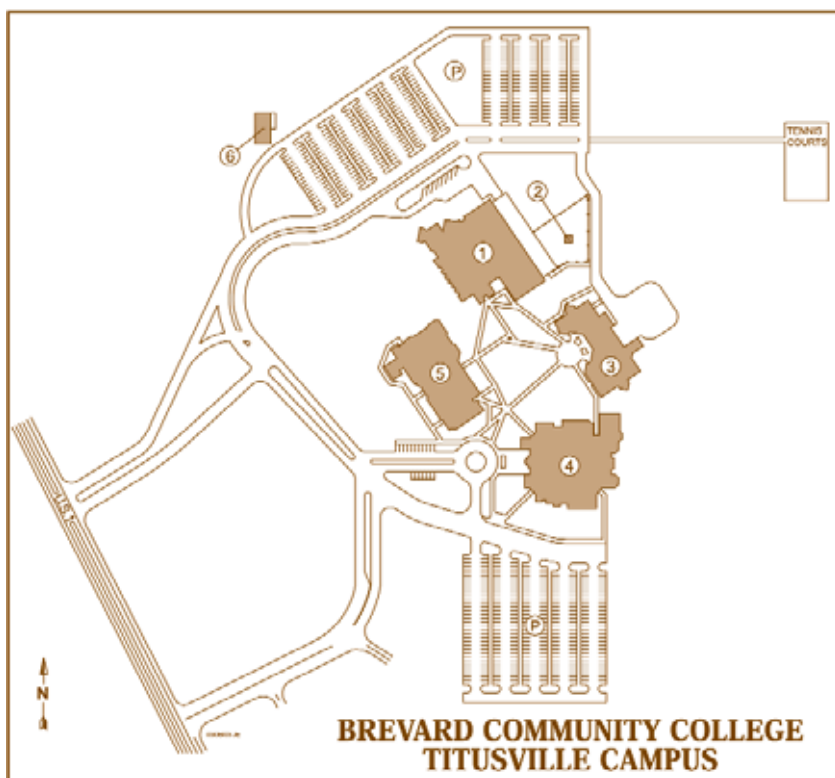 P
TENNIS
COURTS
6
2
1
3
5
4
U.S. 1
P
N
BREVARD COMMUNITY COLLEGE
TITUSVILLE CAMPUS